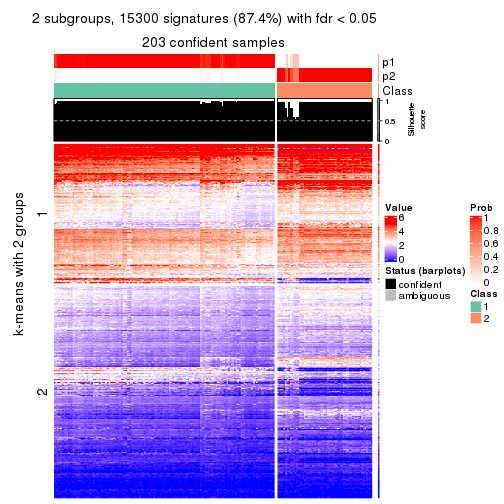 2 subgroups, 15300 signatures (87.4%) with fdr < 0.05
203 confident samples
p1
p2
Class
1
0.5
0
Silhouette
score
k-means with 2 groups
1
2
Value
6
4
2
0
Status (barplots)
confident
ambiguous
Prob
1
0.8
0.6
0.4
0.2
0
Class
1
2